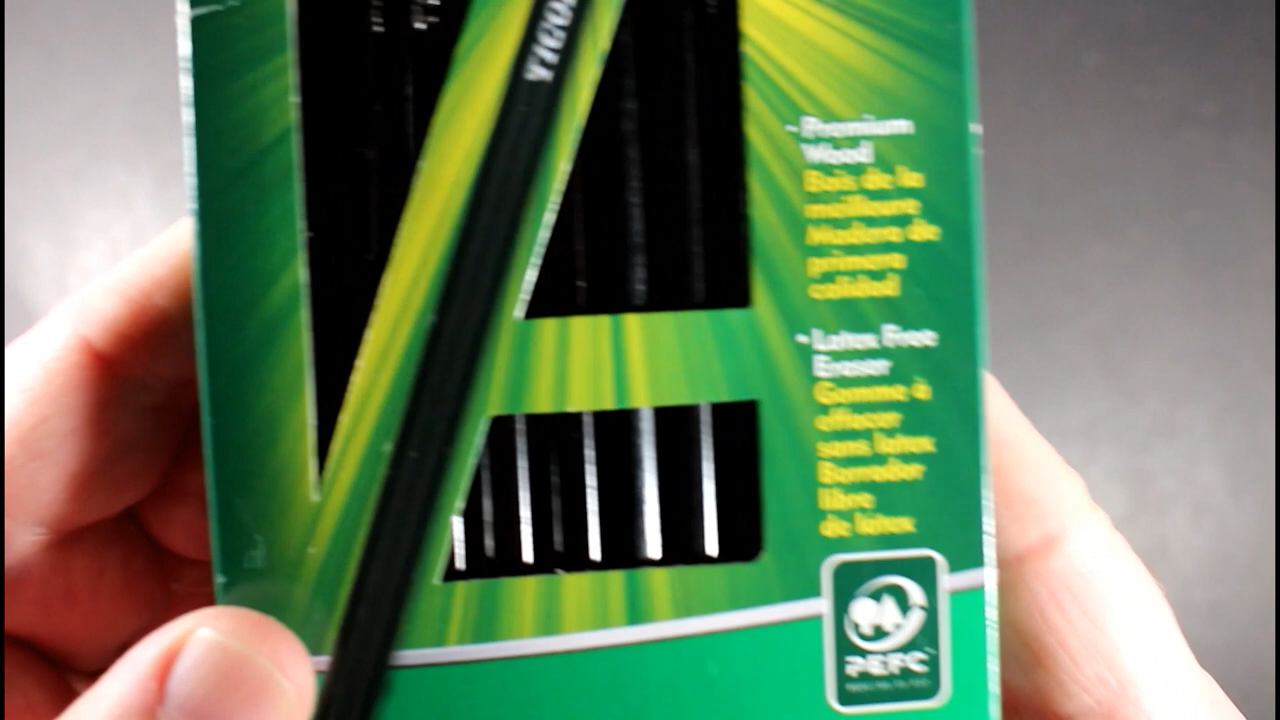 - Premium
Wood
Bois de la
meilleure
Madera de
primera
calidad
- Latex Free
Eraser
Gomme à
effacer
sans latex
Borrador
libre
de látex
PEFC